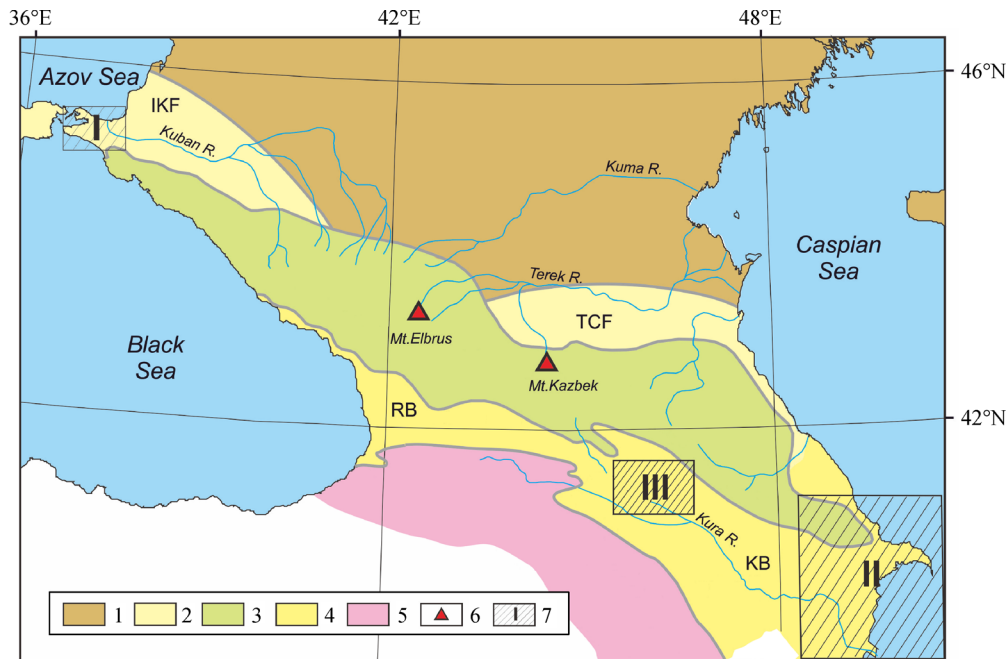 36°E
42°E
48°E
46°N
Azov Sea
IKF
I
Kuban R.
Kuma R.
Caspian
Sea
Terek R.
TCF
Mt.Elbrus
Black
Sea
Mt.Kazbek
RB
42°N
III
Kura R.
KB
II
1
2
3
4
5
6
I
7